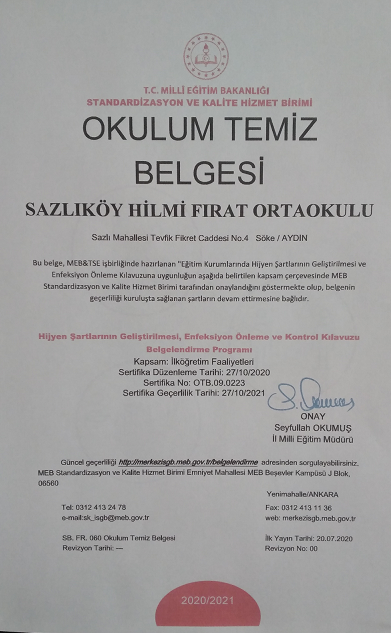 T.C. MİLLİ EĞİTİM BAKANLIĞI
STANDARDİZASYON VE KALİTE HİZMET BİRİMİ
OKULUM TEMİZ
BELGESİ
SAZLIKÖY HİLMİ FIRAT ORTAOKULU
Sazlı Mahallesi Tevfik Fikret Caddesi No.4 Söke / AYDIN
Bu belge, MEB&TSE işbirliğinde hazırlanan "Eğitim Kurumlarında Hijyen Şartlarının Geliştirilmesi ve
Enfeksiyon Önleme Kılavuzuna uygunluğun aşağıda belirtilen kapsam çerçevesinde MEB
Standardizasyon ve Kalite Hizmet Birimi tarafından onaylandığını göstermekte olup, belgenin
geçerliliği kuruluşta sağlanan şartların devam ettirmesine bağlıdır.
Hijyen Şartlarının Geliştirilmesi, Enfeksiyon Önleme ve Kontrol Kılavuzu
Belgelendirme Programı
Kapsam: İlköğretim Faaliyetleri
Sertifika Düzenleme Tarihi: 27/10/2020
Sertifika No: OTB.09.0223
Sertifika Geçerlilik Tarihi: 27/10/2021
ONAY
Seyfullah OKUMUŞ
İl Milli Eğitim Müdürü
Güncel geçerliliği http://merkezisgb.meb.gov.tr/belgelendirme adresinden sorgulayabilirsiniz.
MEB Standardizasyon ve Kalite Hizmet Birimi Emniyet Mahallesi MEB Beşevler Kampüsü J Blok,
06560
Yenimahalle/ANKARA
Tel: 0312 413 24 78 Fax: 0312 413 11 36
e-mail:sk_isgb@meb.gov.tr web: merkezisgb.meb.gov.tr
SB. FR. 060 Okulum Temiz Belgesi İlk Yayın Tarihi: 20.07.2020
Revizyon Tarihi: --- Revizyon No: 00
2020/2021